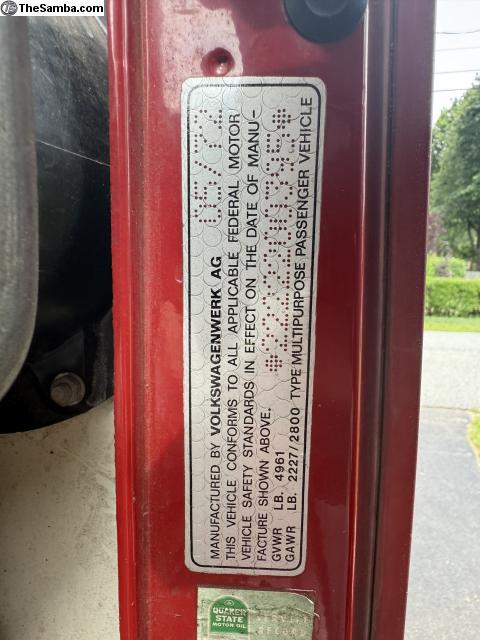 TheSamba.com
MANUFACTURED BY VOLKSWAGENWERK AG 05/72
THIS VEHICLE CONFORMS TO ALL APPLICABLE FEDERAL MOTOR
VEHICLE SAFETY STANDARDS IN EFFECT ON THE DATE OF MANU-
FACTURE SHOWN ABOVE.
GVWR LB. 4961
GAWR LB. 2227/2800 TYPE MULTIPURPOSE PASSENGER VEHICLE
QUAKER
STATE
MOTOR OIL
SERVICE
RECORD